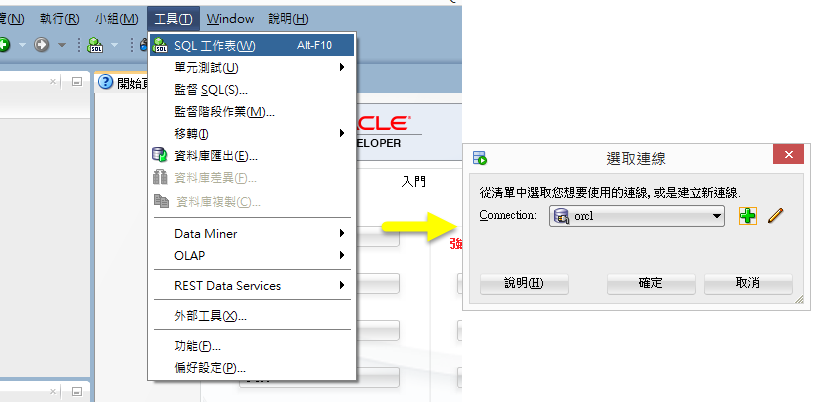 覽(N) 執行(R) 小組(M) 工具(T) Window 說明(H)
SQL 工作表(W) Alt-F10
單元測試(U)
監督 SQL(S)...
監督階段作業(M)...
移轉(I)
資料庫匯出(E)...
資料庫差異(F)...
資料庫複製(C)...
Data Miner
OLAP
REST Data Services
外部工具(X)...
功能(F)...
偏好設定(P)...
開始頁
ACLE
ELOPER
入門
強
選取連線
從清單中選取您想要使用的連線, 或是建立新連線.
Connection: orcl
說明(H) 確定 取消